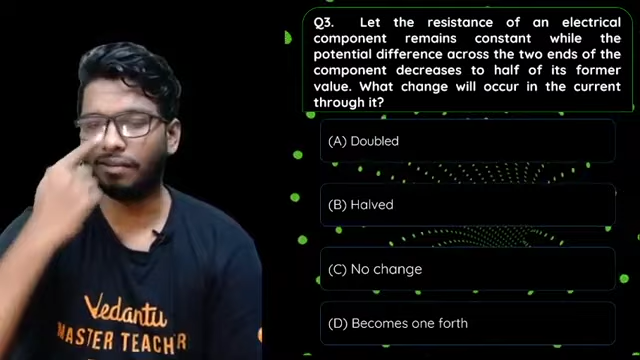 Q3. Let the resistance of an electrical
component remains constant while the
potential difference across the two ends of the
component decreases to half of its former
value. What change will occur in the current
through it?
(A) Doubled
(B) Halved
(C) No change
(D) Becomes one forth
Vedantu
MASTER TEACHER